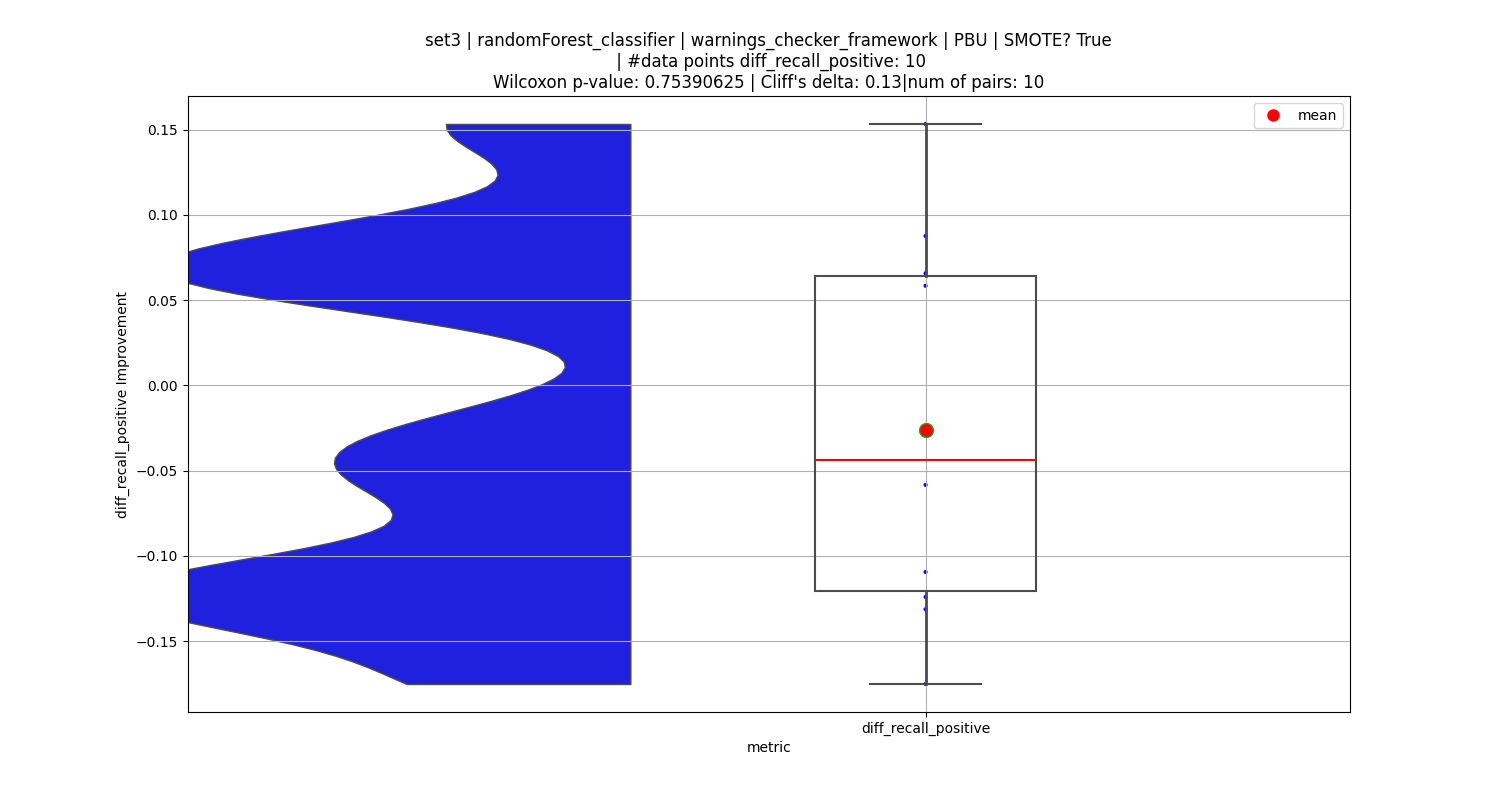 set3 | randomForest_classifier | warnings_checker_framework | PBU | SMOTE? True
| #data points diff_recall_positive: 10
Wilcoxon p-value: 0.75390625 | Cliff's delta: 0.13|num of pairs: 10
mean
0.15
0.10
0.05
0.00
−0.05
−0.10
−0.15
diff_recall_positive Improvement
diff_recall_positive
metric